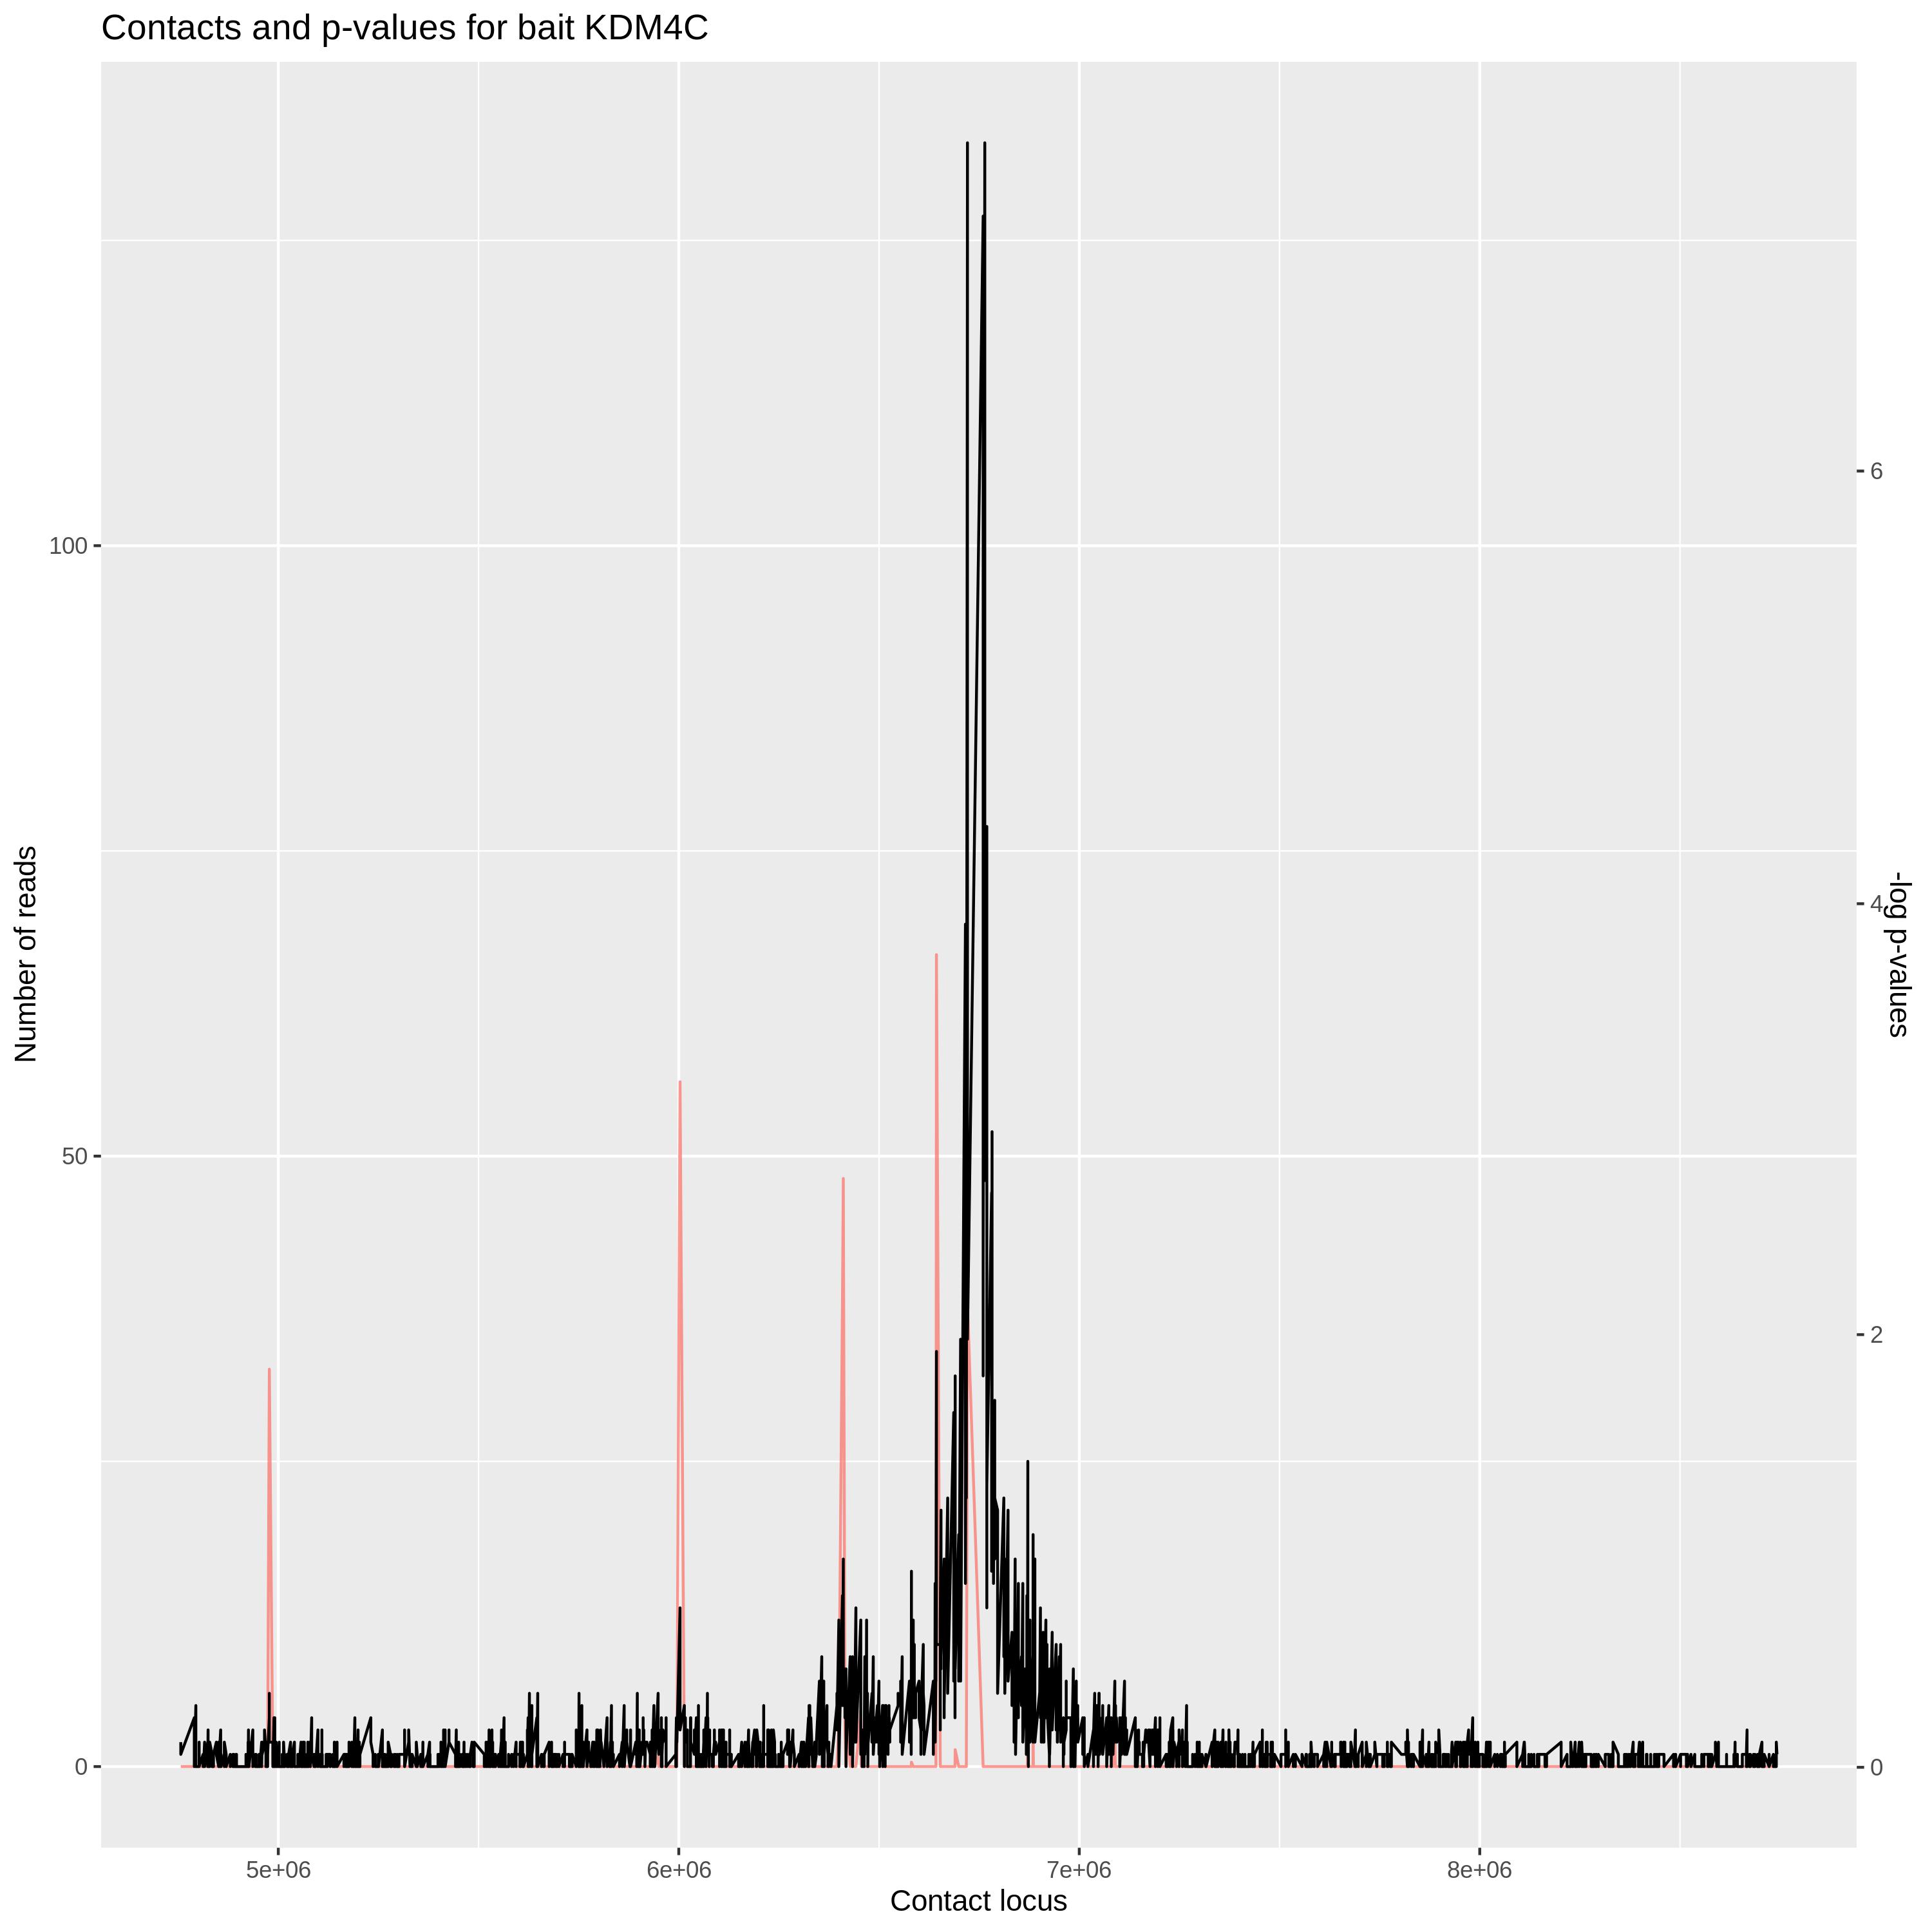 Contacts and p-values for bait KDM4C
Number of reads
100
50
0
6
4
2
0
-log p-values
5e+06
6e+06
7e+06
8e+06
Contact locus